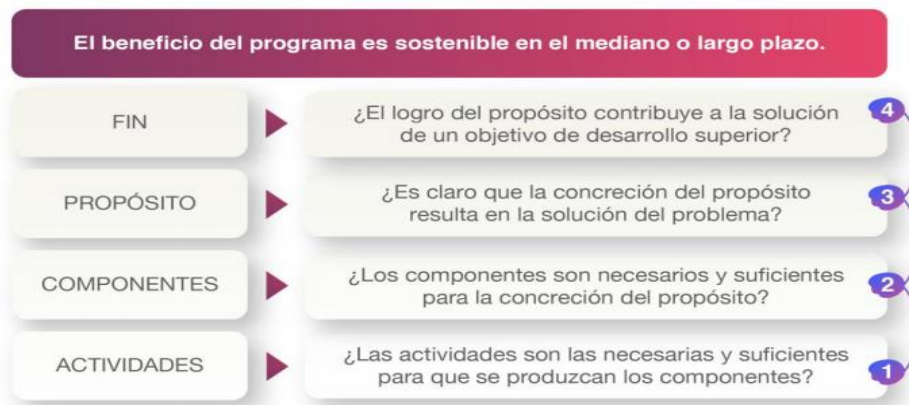 El beneficio del programa es sostenible en el mediano o largo plazo.
FIN
¿El logro del propósito contribuye a la solución
de un objetivo de desarrollo superior?
4
PROPÓSITO
¿Es claro que la concreción del propósito
resulta en la solución del problema?
3
COMPONENTES
¿Los componentes son necesarios y suficientes
para la concreción del propósito?
2
ACTIVIDADES
¿Las actividades son las necesarias y suficientes
para que se produzcan los componentes?
1